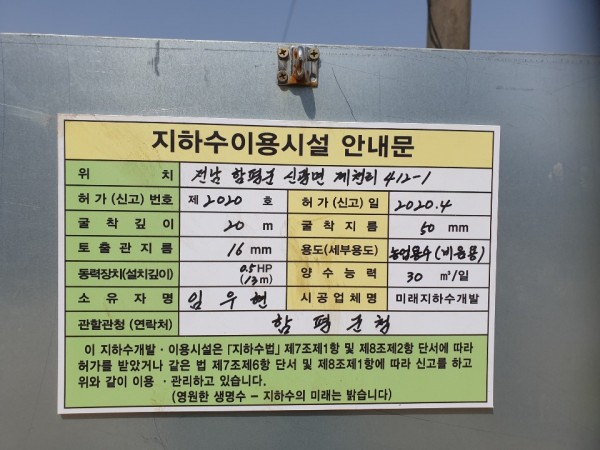 지하수이용시설 안내문
위 치 전남 함평군 신광면 계천리 412-1
허 가 (신고) 번호 제 2020 호 허 가 (신고) 일 2020.4
굴 착 깊 이 20 m 굴 착 지 름 50 mm
토 출 관 지 름 16 mm 용도(세부용도) 농업용수(비음용)
동력장치(설치깊이) 0.5 HP (13m) 양 수 능 력 30 ㎥/일
소 유 자 명 임우현 시 공 업 체 명 미래지하수개발
관할관청 (연락처) 함평군청
이 지하수개발ㆍ이용시설은 「지하수법」 제7조제1항 및 제8조제2항 단서에 따라
허가를 받았거나 같은 법 제7조제6항 단서 및 제8조제1항에 따라 신고를 하고
위와 같이 이용 ㆍ 관리하고 있습니다.
(영원한 생명수 – 지하수의 미래는 밝습니다)